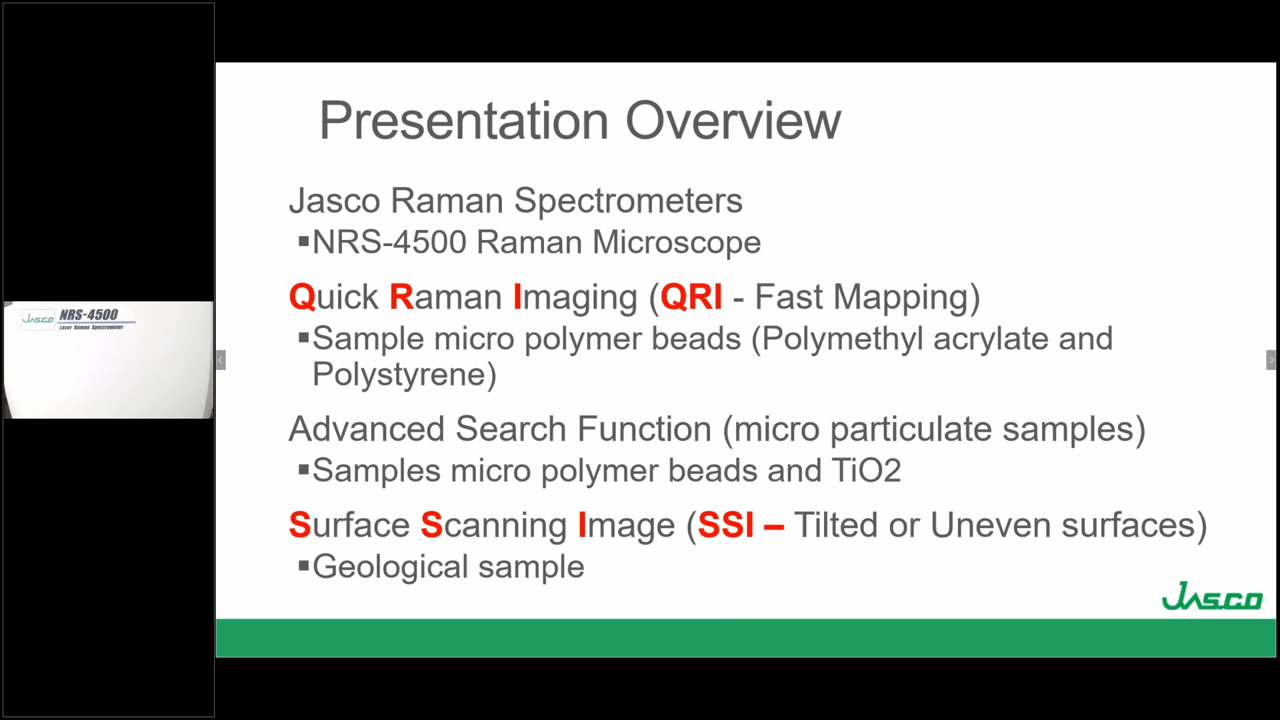 Presentation Overview
Jasco Raman Spectrometers
▪NRS-4500 Raman Microscope
Quick Raman Imaging (QRI - Fast Mapping)
▪Sample micro polymer beads (Polymethyl acrylate and
Polystyrene)
Advanced Search Function (micro particulate samples)
▪Samples micro polymer beads and TiO2
Surface Scanning Image (SSI – Tilted or Uneven surfaces)
▪Geological sample
Jasco
Jasco
NRS-4500
Laser Raman Spectrometer